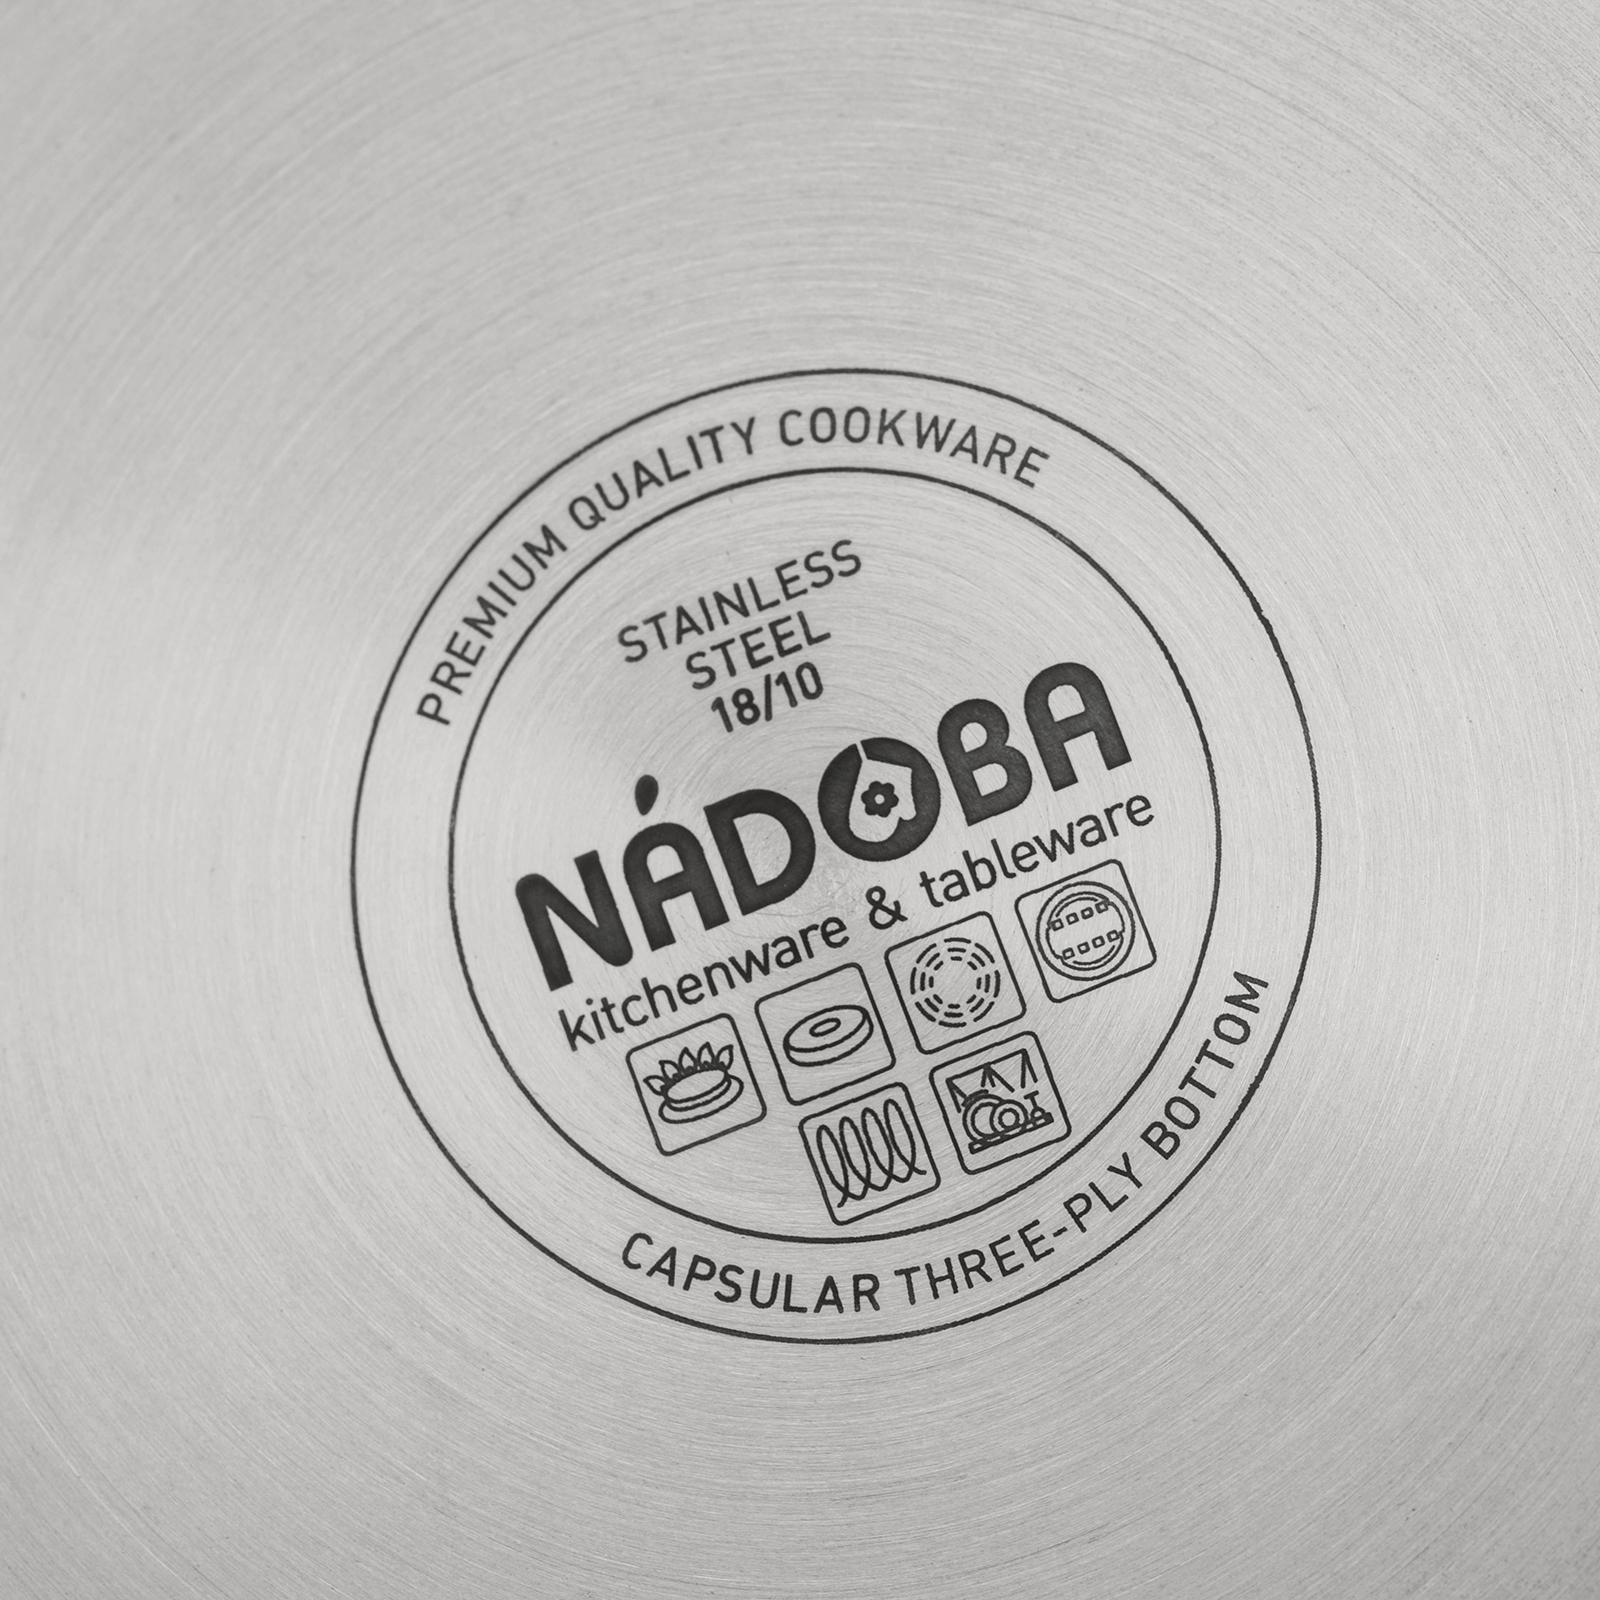 PREMIUM QUALITY COOKWARE
STAINLESS
STEEL
18/10
NÁDOBA
kitchenware & tableware
CAPSULAR THREE-PLY BOTTOM